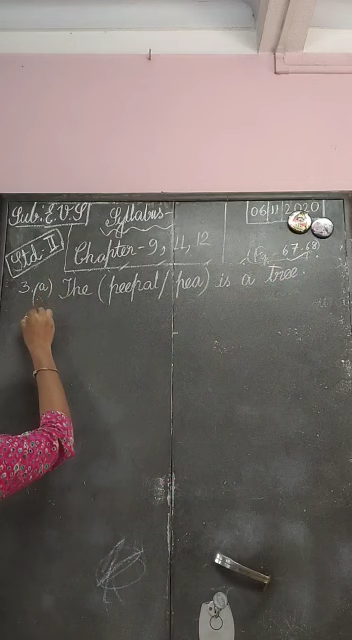 Sub: E.V.S Syllabus- 06 11 2020
Std. II Chapter-9, 11, 12 (Pg - 67-68)
3. (a) The (peepal/ pea) is a tree.